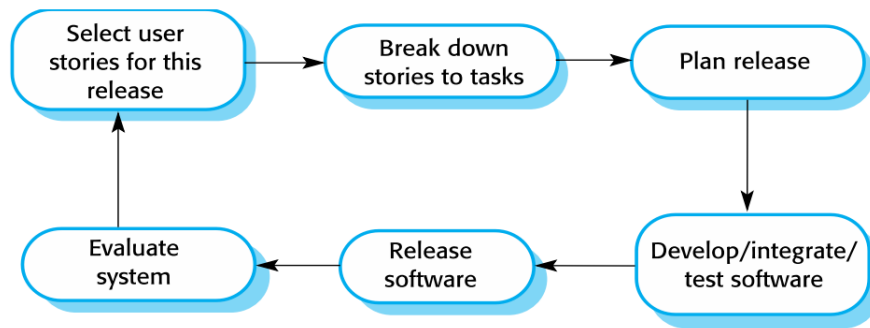 Select user
stories for this
release
Break down
stories to tasks
Plan release
Develop/integrate/
test software
Release
software
Evaluate
system